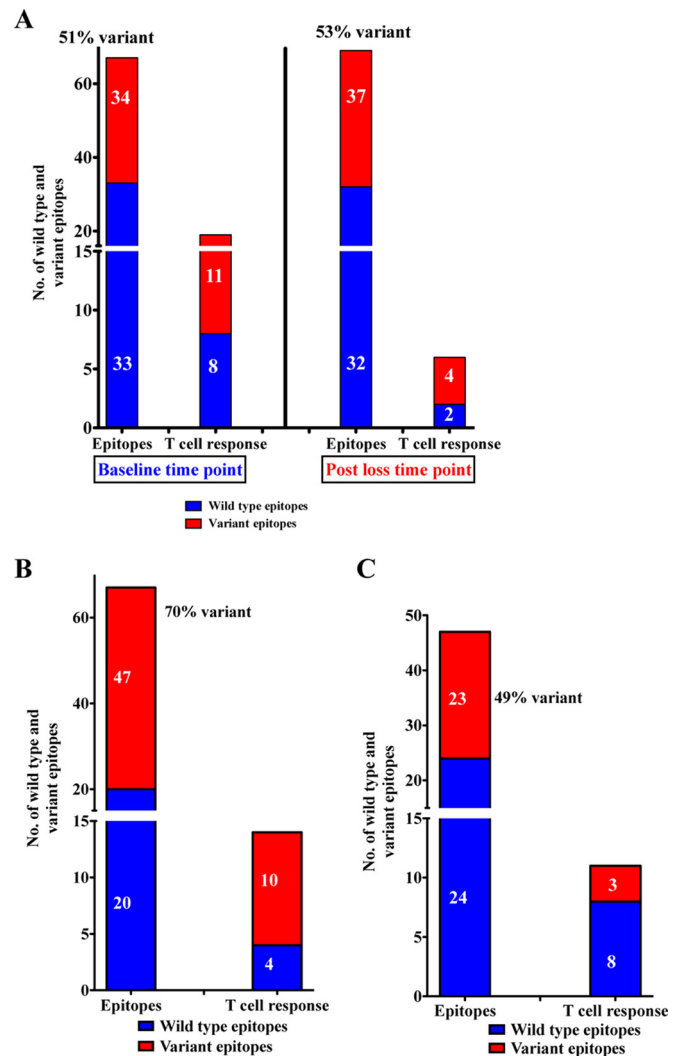 A
51% variant
53% variant
No. of wild type and
variant epitopes
60
40
20
15
10
5
0
34
33
11
8
37
32
4
2
Epitopes T cell response
Epitopes T cell response
Baseline time point
Post loss time point
Wild type epitopes
Variant epitopes
B
70% variant
No. of wild type and
variant epitopes
60
40
20
15
10
5
0
47
20
10
4
Epitopes T cell response
Wild type epitopes
Variant epitopes
C
49% variant
No. of wild type and
variant epitopes
50
40
30
20
15
10
5
0
23
24
3
8
Epitopes T cell response
Wild type epitopes
Variant epitopes